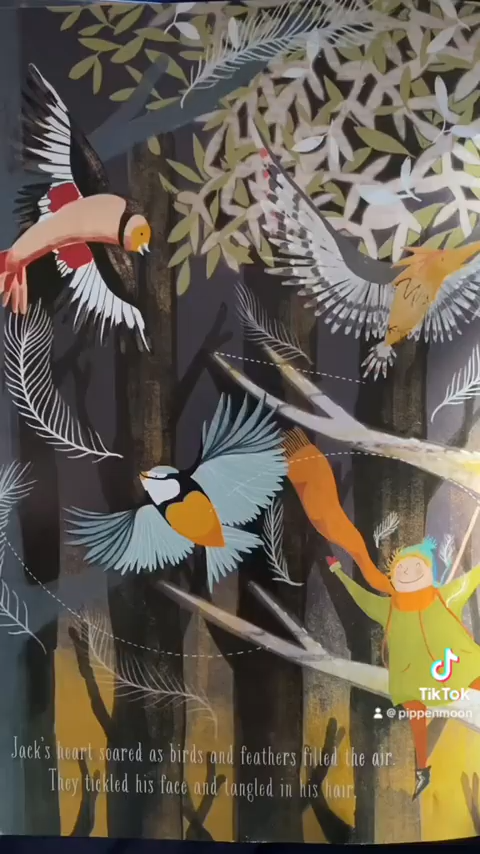 TikTok
@pippenmoon
Jack's heart soared as birds and feathers filled the air.
They tickled his face and tangled in his hair.